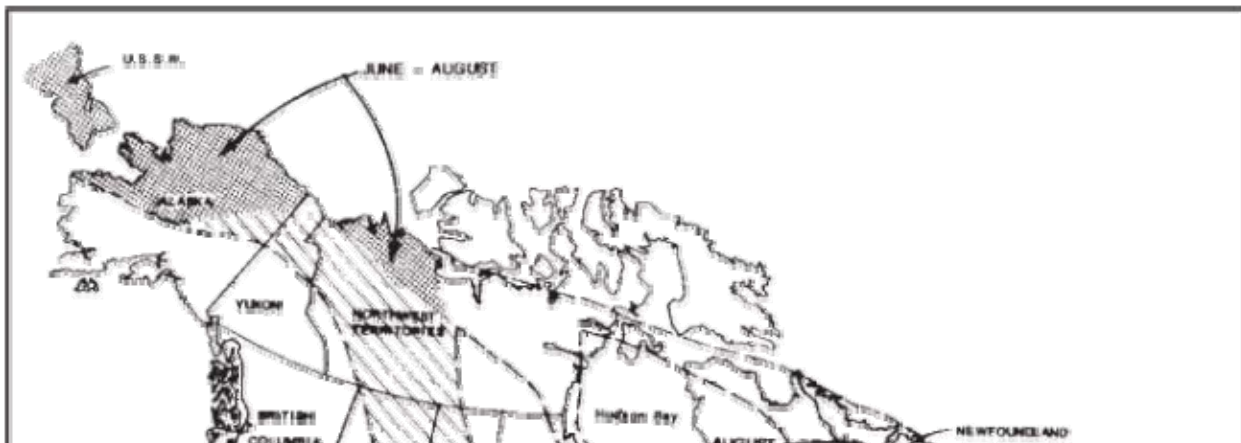 U.S.S.R.
JUNE - AUGUST
ALASKA
YUKON
NORTHWEST
TERRITORIES
BRITISH
COLUMBIA
Hudson Bay
AUGUST
NEWFOUNDLAND